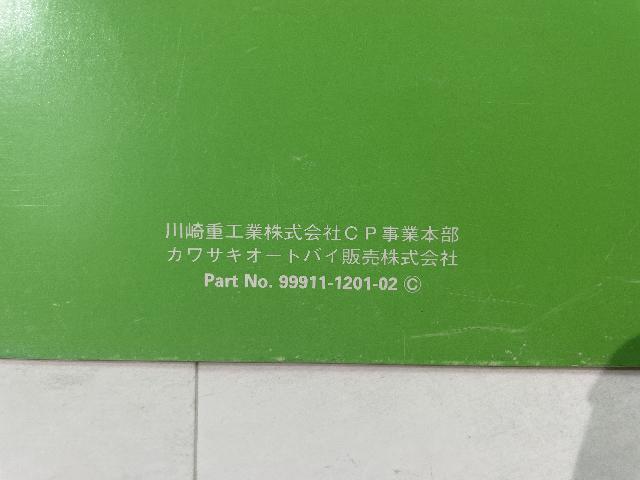 川崎重工業株式会社CP事業本部
カワサキオートバイ販売株式会社
Part No. 99911-1201-02 ©